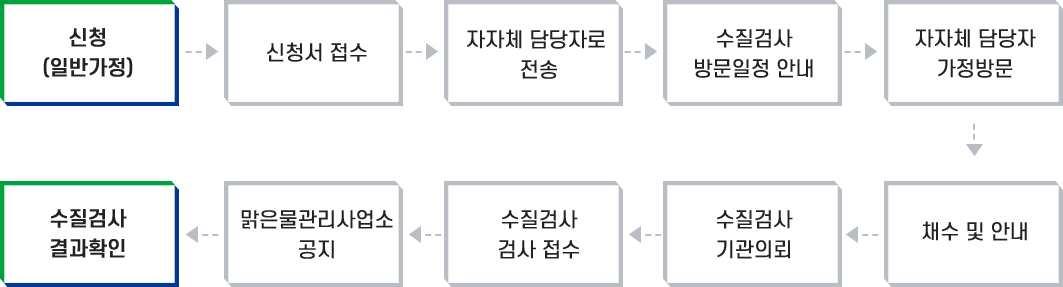 신청
(일반가정)
신청서 접수
자자체 담당자로
전송
수질검사
방문일정 안내
자자체 담당자
가정방문
채수 및 안내
수질검사
기관의뢰
수질검사
검사 접수
맑은물관리사업소
공지
수질검사
결과확인